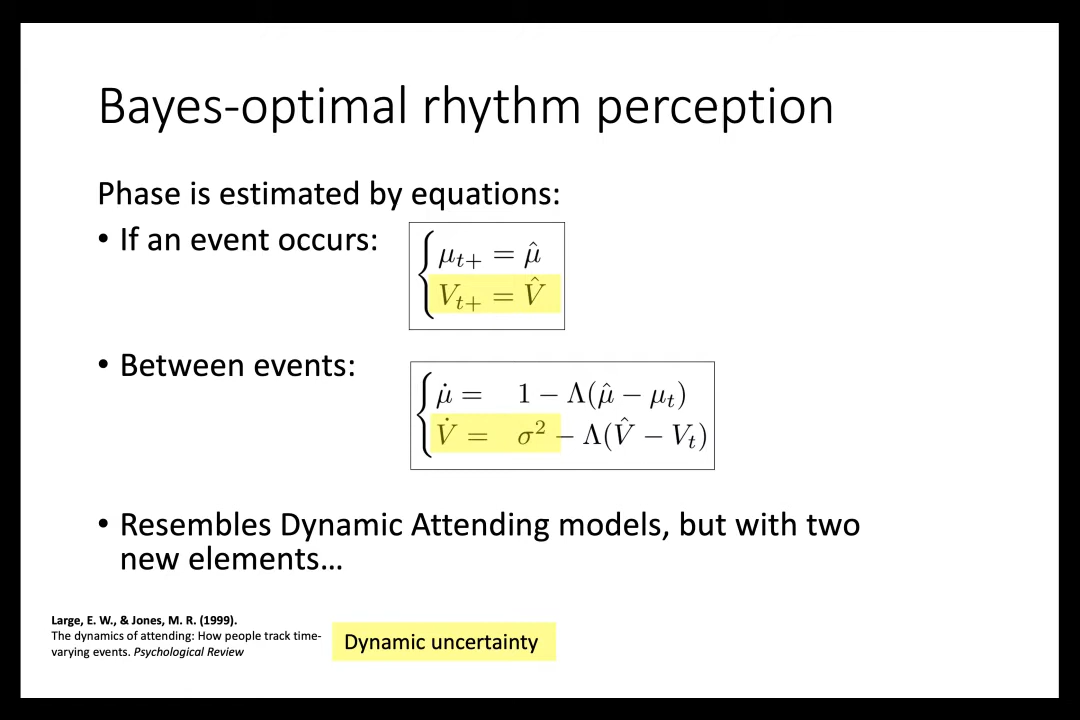 Bayes-optimal rhythm perception
Phase is estimated by equations:
• If an event occurs:
μ_{t+} = μ̂
V_{t+} = V̂
• Between events:
μ̇ = 1 − Λ(μ̂ − μ_t)
V̇ = σ² − Λ(V̂ − V_t)
• Resembles Dynamic Attending models, but with two
new elements…
Large, E. W., & Jones, M. R. (1999).
The dynamics of attending: How people track time-
varying events. Psychological Review
Dynamic uncertainty